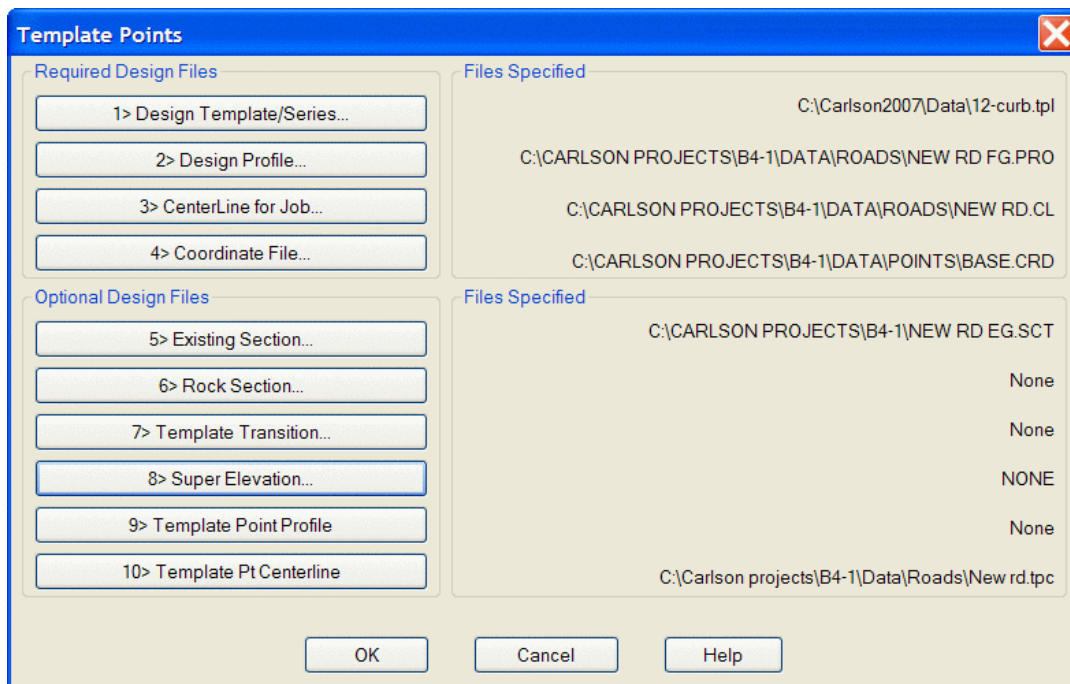 Template Points
Required Design Files
1> Design Template/Series...
2> Design Profile...
3> CenterLine for Job...
4> Coordinate File...
Files Specified
C:\Carlson2007\Data\12-curb.tpl
C:\CARLSON PROJECTS\B4-1\DATA\ROADS\NEW RD FG.PRO
C:\CARLSON PROJECTS\B4-1\DATA\ROADS\NEW RD.CL
C:\CARLSON PROJECTS\B4-1\DATA\POINTS\BASE.CRD
Optional Design Files
5> Existing Section...
6> Rock Section...
7> Template Transition...
8> Super Elevation...
9> Template Point Profile
10> Template Pt Centerline
Files Specified
C:\CARLSON PROJECTS\B4-1\NEW RD EG.SCT
None
None
NONE
None
C:\Carlson projects\B4-1\Data\Roads\New rd.tpc
OK
Cancel
Help